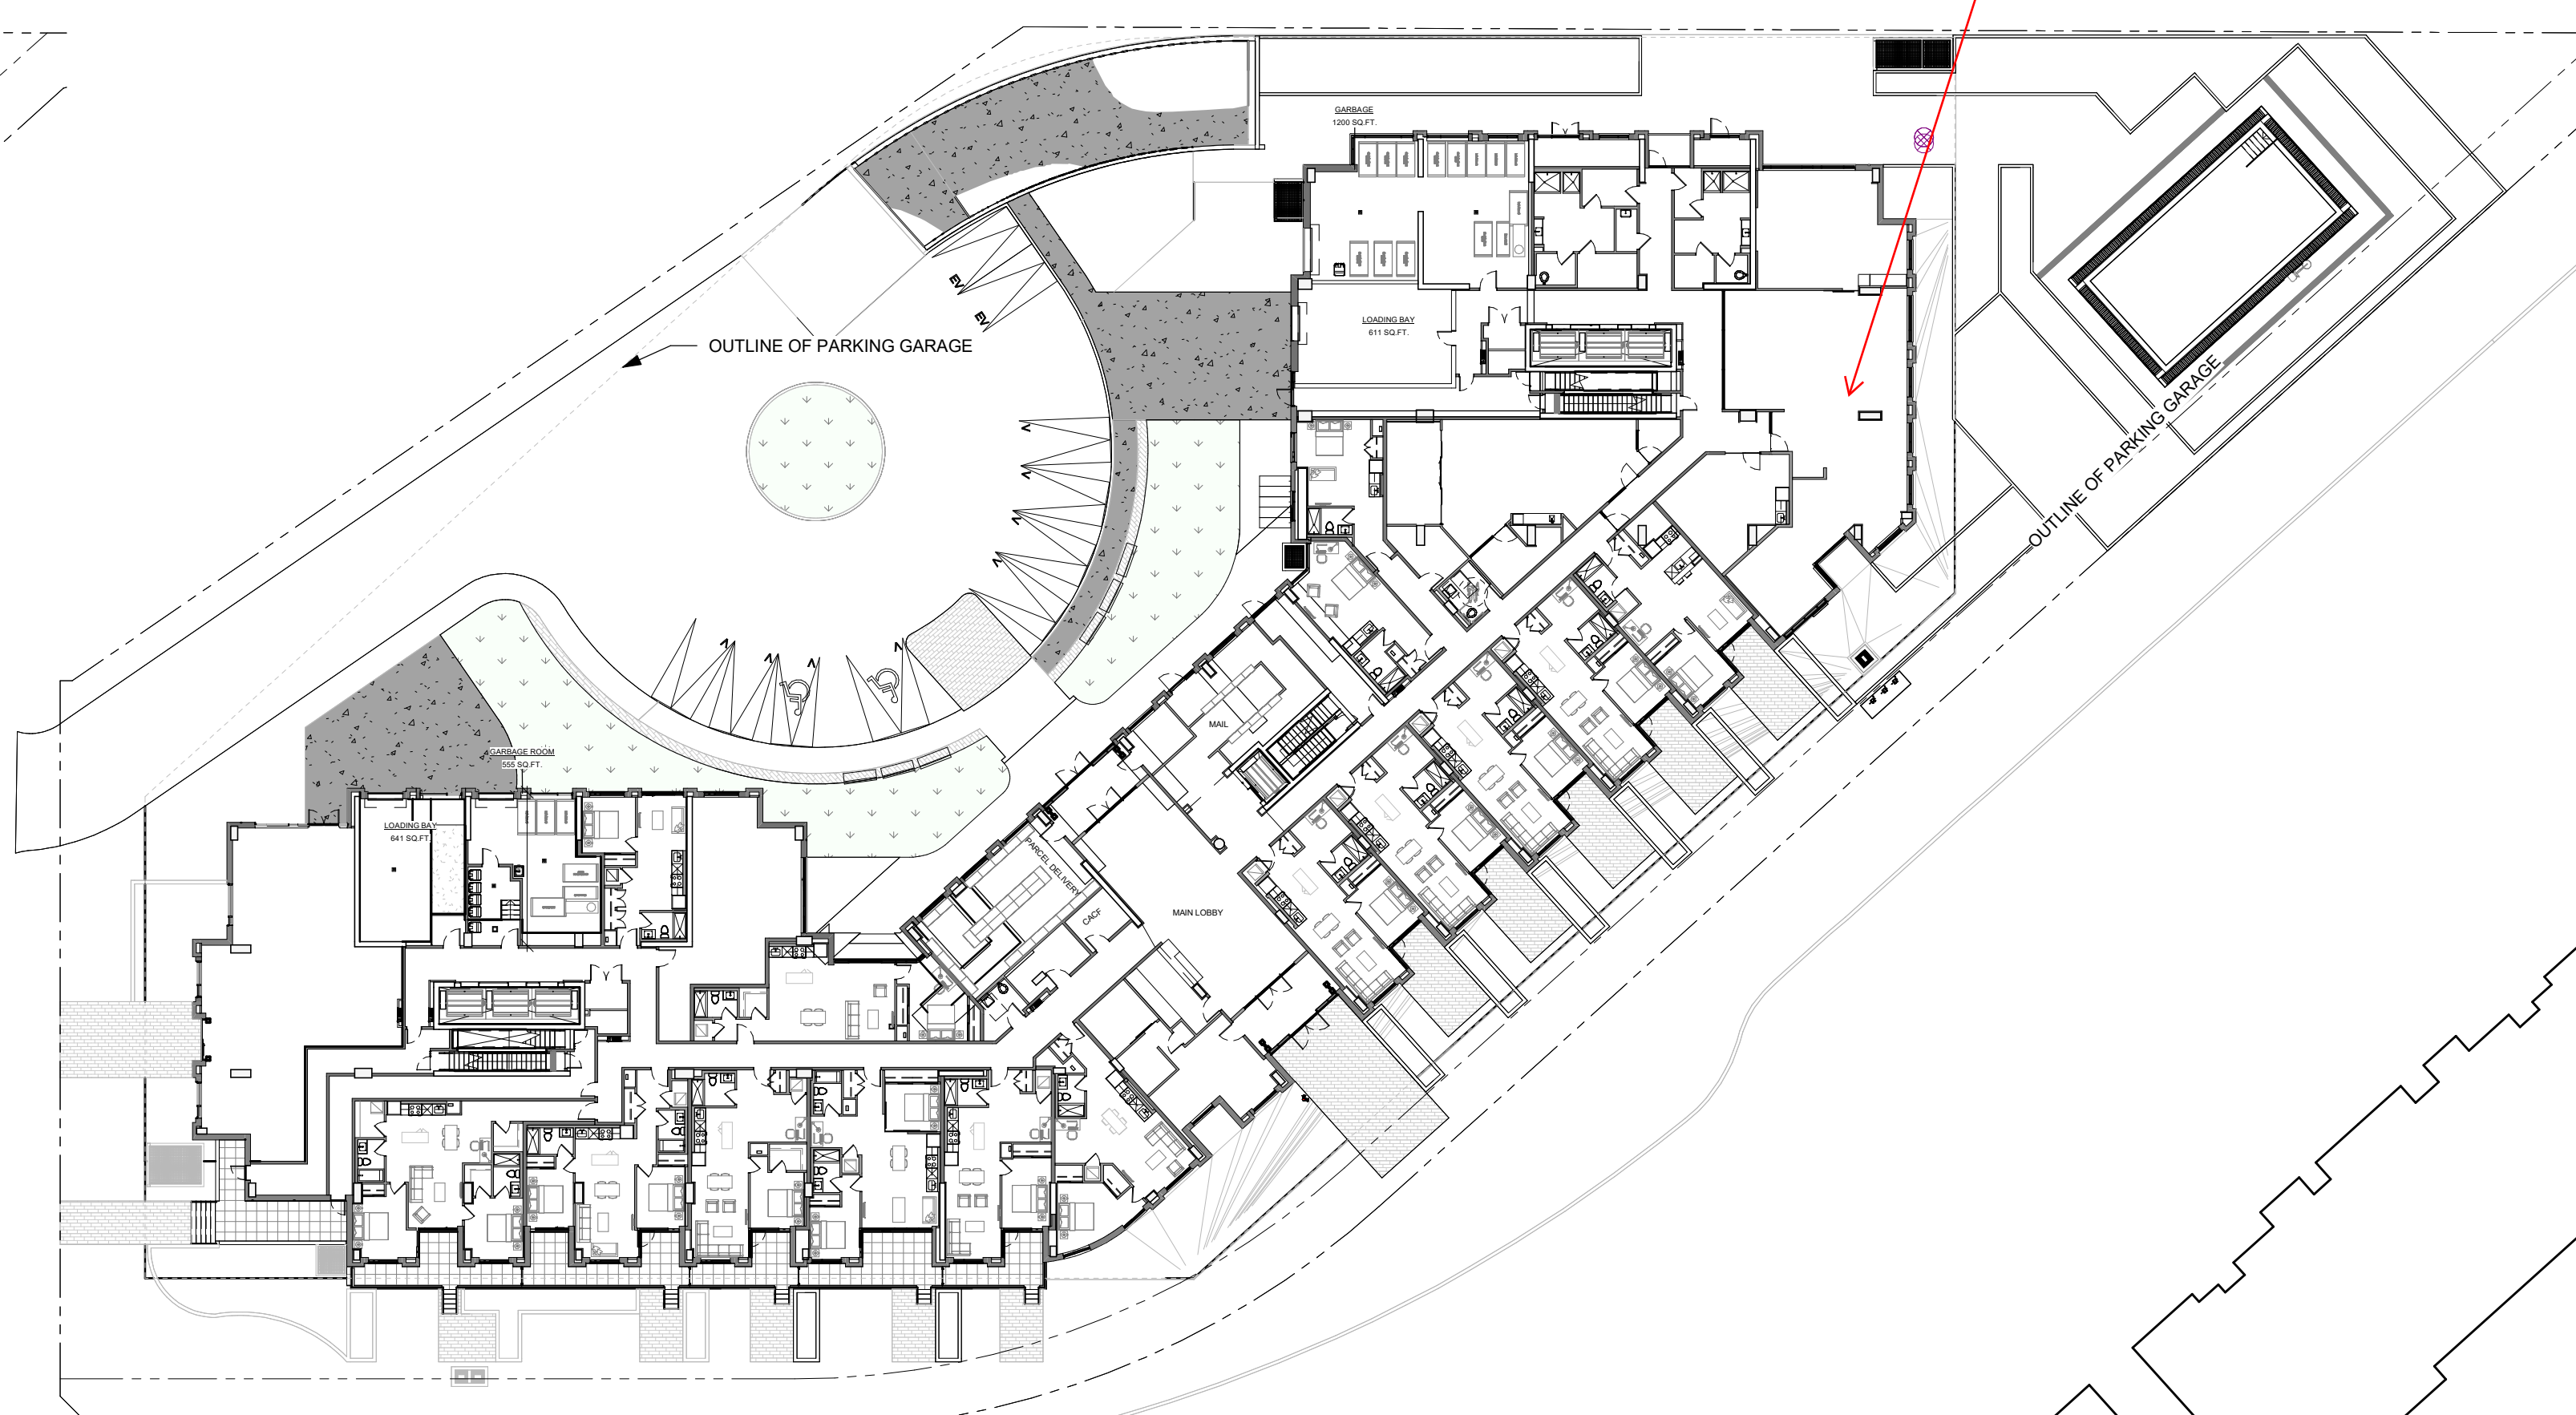 GARBAGE
1200 SQ.FT.
EV
EV
LOADING BAY
611 SQ.FT.
OUTLINE OF PARKING GARAGE
OUTLINE OF PARKING GARAGE
V
V
V
V
V
V
V
V
MAIL
GARBAGE ROOM
555 SQ.FT.
LOADING BAY
641 SQ.FT.
PARCEL DELIVERY
CACF
MAIN LOBBY